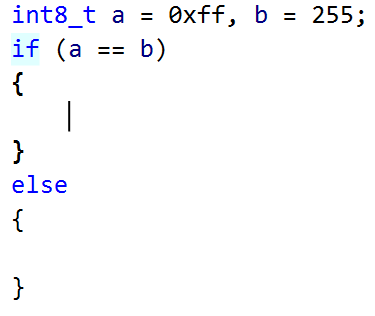 int8_t a = 0xff, b = 255;
if (a == b)
{
}
else
{
}